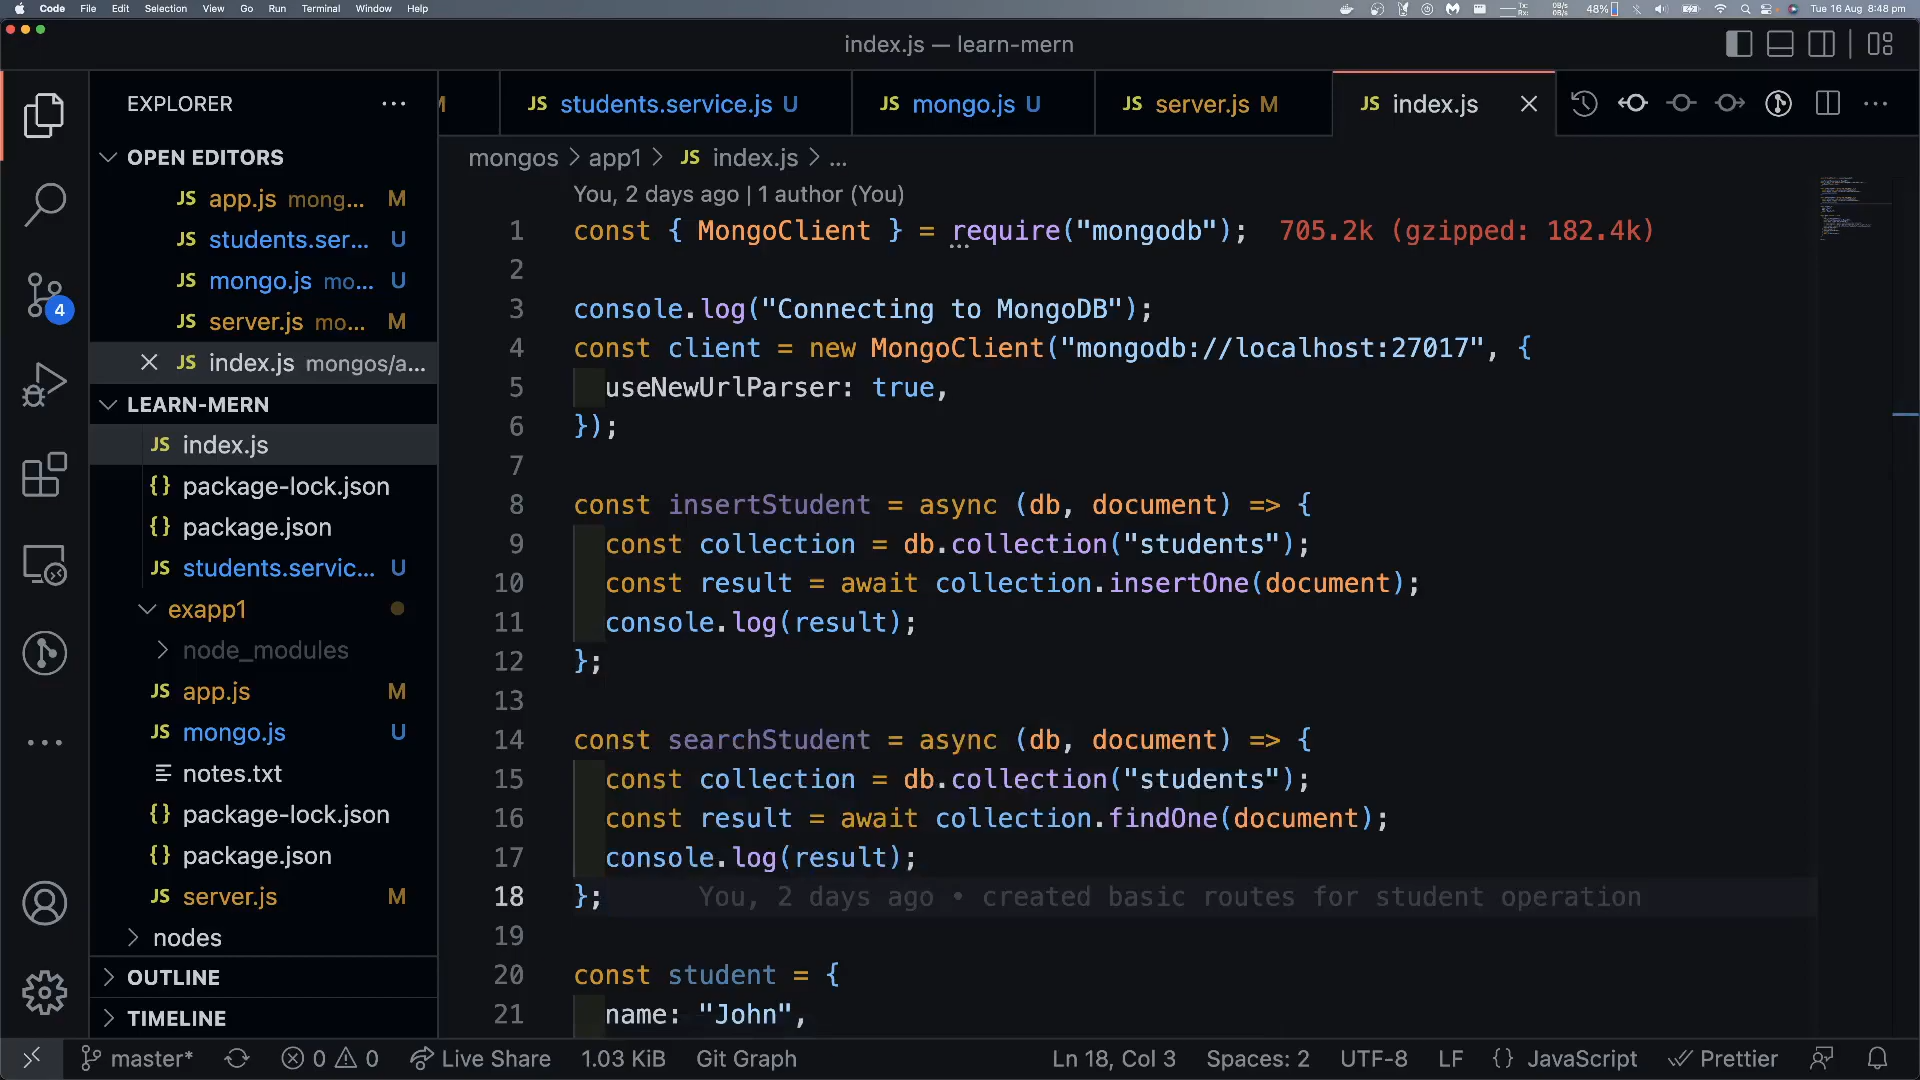 Code File Edit Selection View Go Run Terminal Window Help
48% Tue 16 Aug 8:48 pm
index.js — learn-mern
EXPLORER
OPEN EDITORS
JS app.js mong... M
JS students.ser... U
JS mongo.js mo... U
JS server.js mo... M
JS index.js mongos/a...
LEARN-MERN
JS index.js
{} package-lock.json
{} package.json
JS students.servic... U
exapp1
node_modules
JS app.js M
JS mongo.js U
notes.txt
{} package-lock.json
{} package.json
JS server.js M
nodes
OUTLINE
TIMELINE
4
M
JS students.service.js U
JS mongo.js U
JS server.js M
JS index.js
mongos > app1 > JS index.js > ...
You, 2 days ago | 1 author (You)
1 const { MongoClient } = require("mongodb"); 705.2k (gzipped: 182.4k)
2
3 console.log("Connecting to MongoDB");
4 const client = new MongoClient("mongodb://localhost:27017", {
5 useNewUrlParser: true,
6 });
7
8 const insertStudent = async (db, document) => {
9 const collection = db.collection("students");
10 const result = await collection.insertOne(document);
11 console.log(result);
12 };
13
14 const searchStudent = async (db, document) => {
15 const collection = db.collection("students");
16 const result = await collection.findOne(document);
17 console.log(result);
18 }; You, 2 days ago • created basic routes for student operation
19
20 const student = {
21 name: "John",
master* 0 0 Live Share 1.03 KiB Git Graph Ln 18, Col 3 Spaces: 2 UTF-8 LF {} JavaScript Prettier